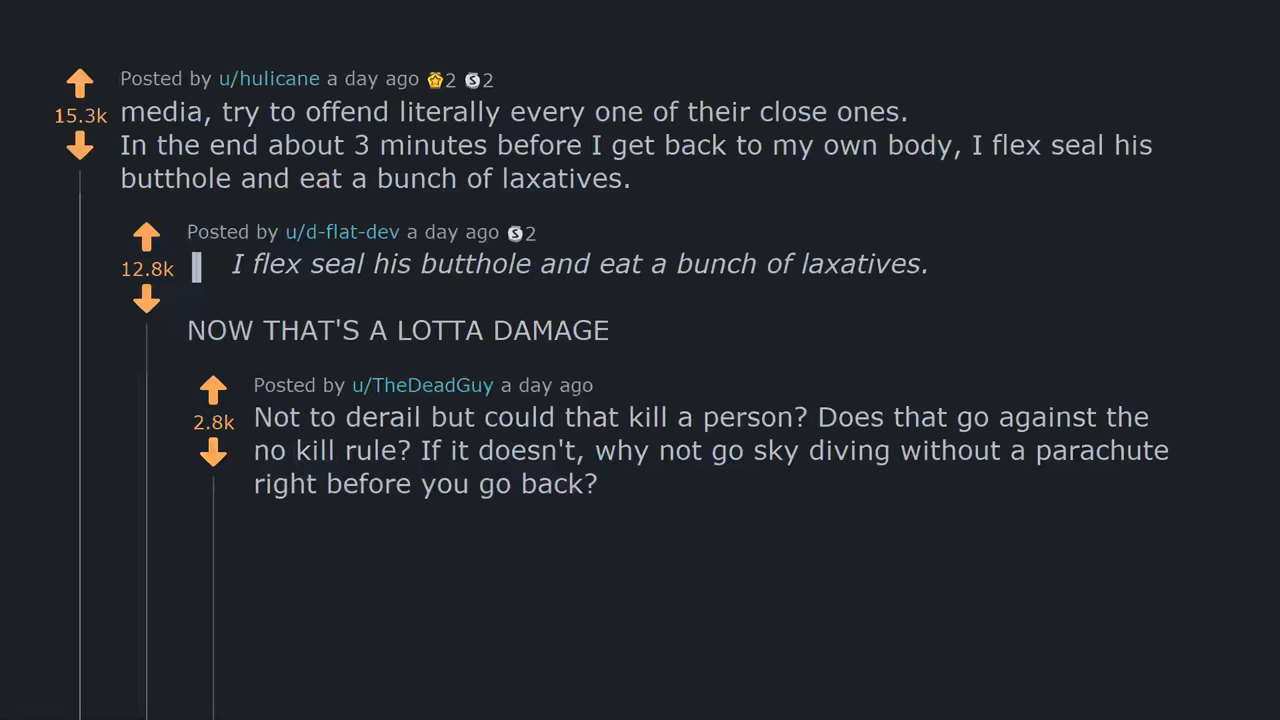 Posted by u/hulicane a day ago 2 S 2
15.3k
media, try to offend literally every one of their close ones.
In the end about 3 minutes before I get back to my own body, I flex seal his
butthole and eat a bunch of laxatives.
Posted by u/d-flat-dev a day ago S 2
12.8k
I flex seal his butthole and eat a bunch of laxatives.
NOW THAT'S A LOTTA DAMAGE
Posted by u/TheDeadGuy a day ago
2.8k
Not to derail but could that kill a person? Does that go against the
no kill rule? If it doesn't, why not go sky diving without a parachute
right before you go back?